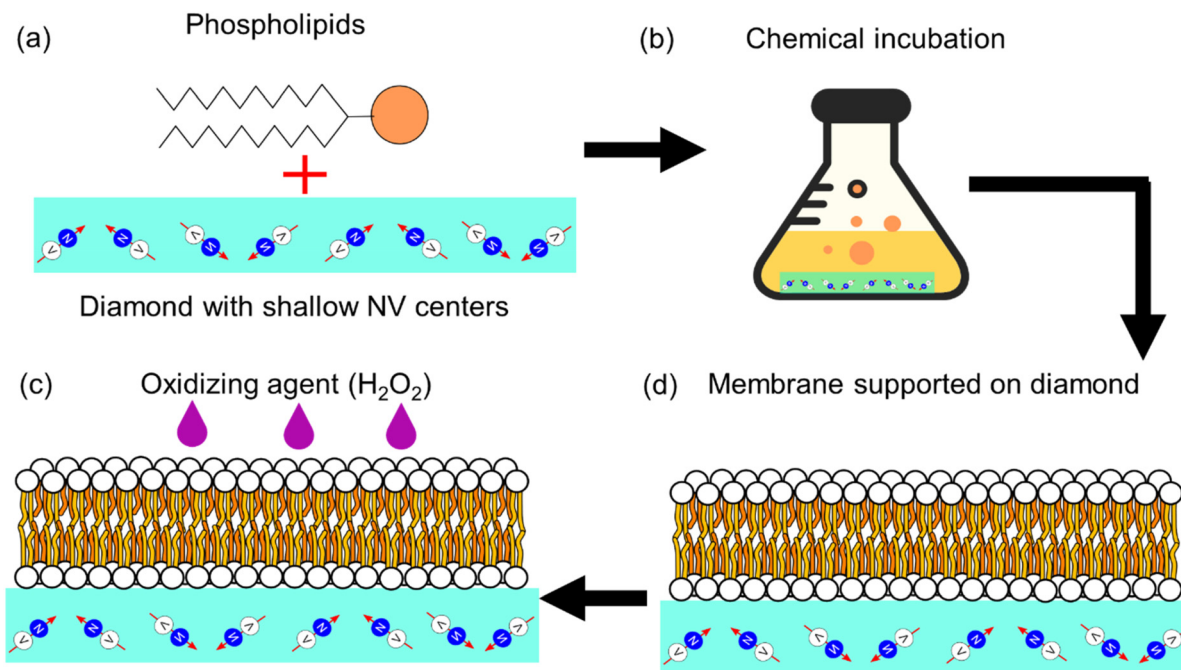 (a)
Phospholipids
V N N V V N N V V N N V V N N V
Diamond with shallow NV centers
(b)
Chemical incubation
(c)
Oxidizing agent (H₂O₂)
V N N V V N N V V N N V V N N V
(d)
Membrane supported on diamond
V N N V V N N V V N N V V N N V